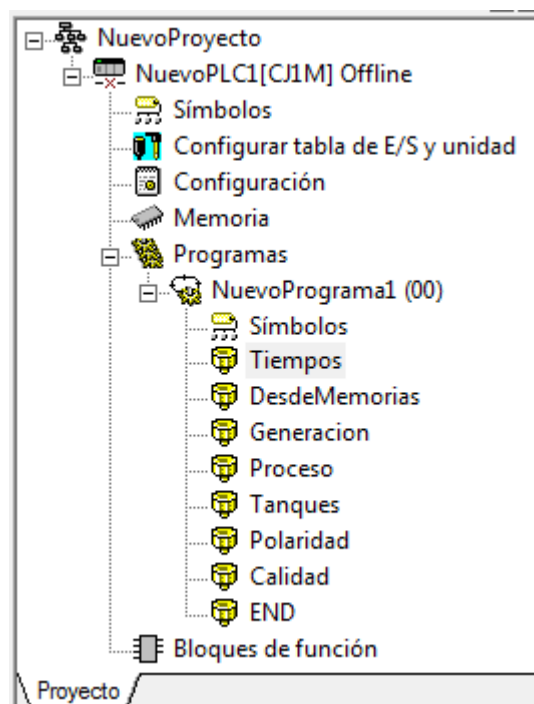 NuevoProyecto
NuevoPLC1[CJ1M] Offline
Símbolos
Configurar tabla de E/S y unidad
Configuración
Memoria
Programas
NuevoPrograma1 (00)
Símbolos
Tiempos
DesdeMemorias
Generacion
Proceso
Tanques
Polaridad
Calidad
END
Bloques de función
Proyecto